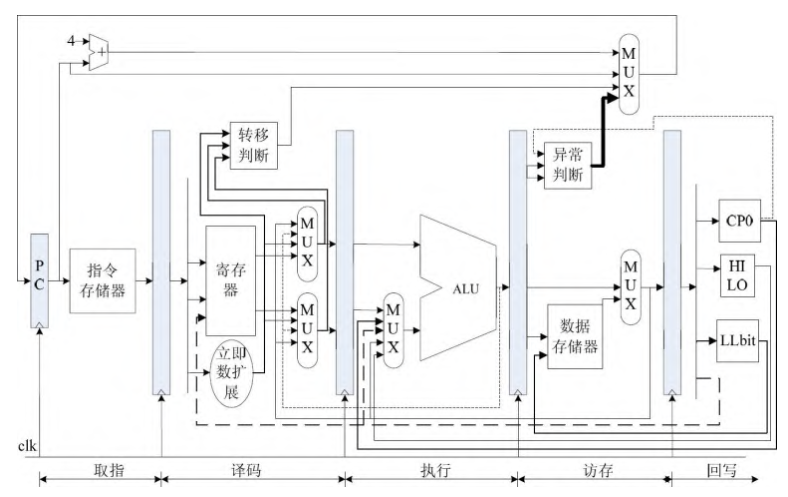 4
+
M
U
X
转移
判断
异常
判断
P
C
指令
存储器
寄存
器
立即
数扩
展
M
U
X
M
U
X
M
U
X
ALU
M
U
X
数据
存储器
CP0
HI
LO
LLbit
clk
取指
译码
执行
访存
回写